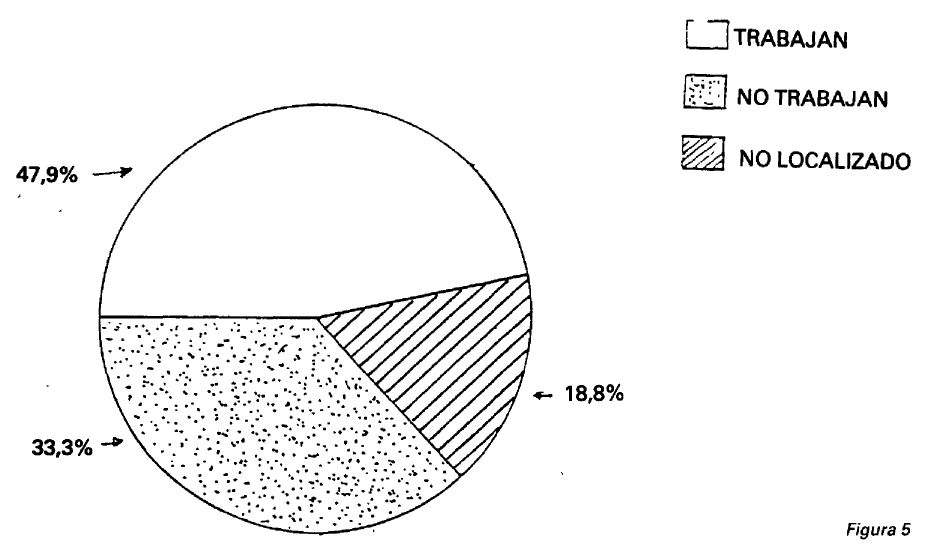 TRABAJAN
NO TRABAJAN
NO LOCALIZADO
47,9%
18,8%
33,3%
Figura 5